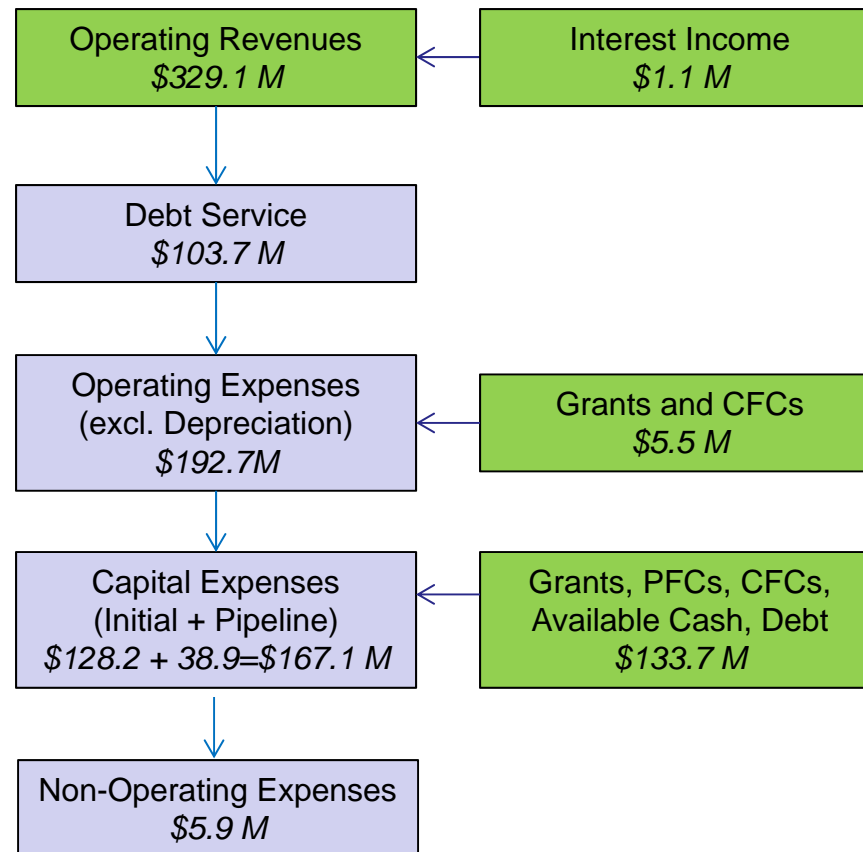 Operating Revenues
$329.1 M
Interest Income
$1.1 M
Debt Service
$103.7 M
Operating Expenses
(excl. Depreciation)
$192.7M
Grants and CFCs
$5.5 M
Capital Expenses
(Initial + Pipeline)
$128.2 + 38.9=$167.1 M
Grants, PFCs, CFCs,
Available Cash, Debt
$133.7 M
Non-Operating Expenses
$5.9 M